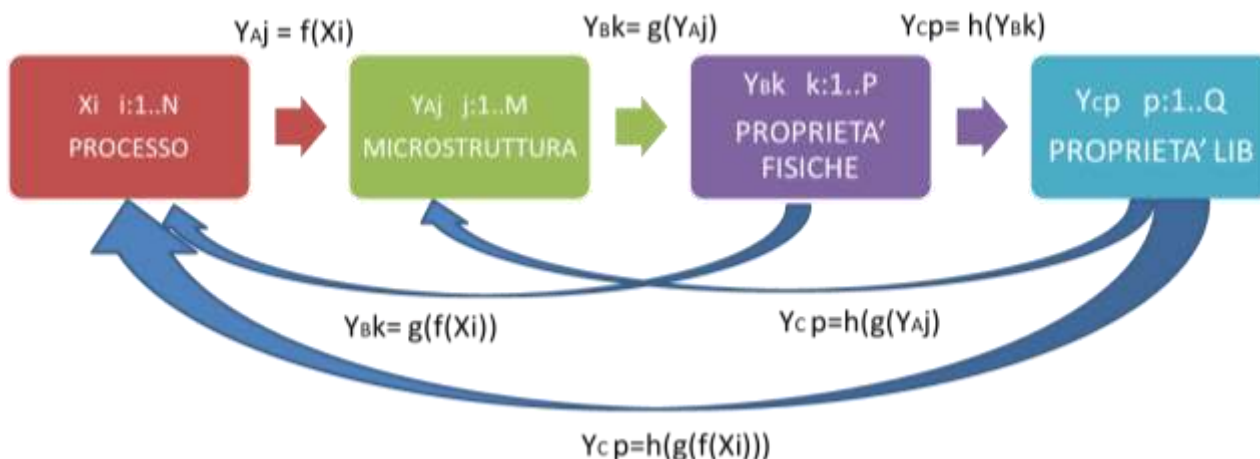 YAj = f(Xi)
YBk= g(YAj)
YCp= h(YBk)
Xi i:1..N
PROCESSO
YAj j:1..M
MICROSTRUTTURA
YBk k:1..P
PROPRIETA’
FISICHE
YCp p:1..Q
PROPRIETA’ LIB
YBk= g(f(Xi))
YC p=h(g(YAj)
YC p=h(g(f(Xi)))